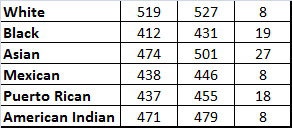 White 519 527 8
Black 412 431 19
Asian 474 501 27
Mexican 438 446 8
Puerto Rican 437 455 18
American Indian 471 479 8